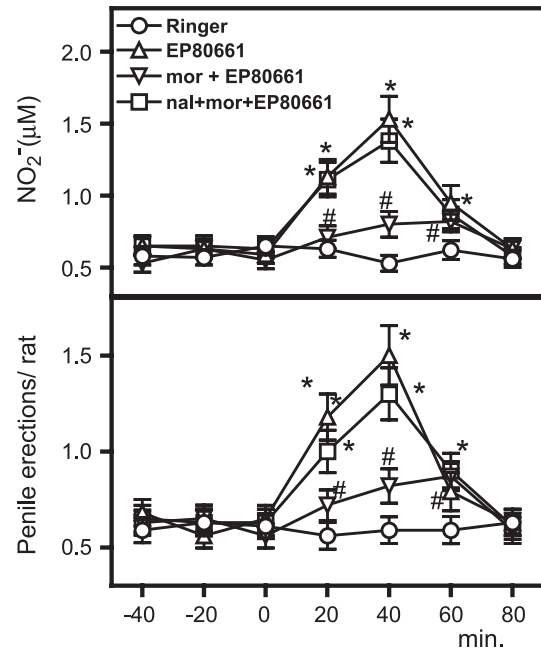 Ringer
EP80661
mor + EP80661
nal+mor+EP80661
NO₂⁻(μM)
2.0
1.5
1.0
0.5
* * * * *
# # #
Penile erections/ rat
1.5
1.0
0.5
* * * * * *
# # #
-40 -20 0 20 40 60 80
min.